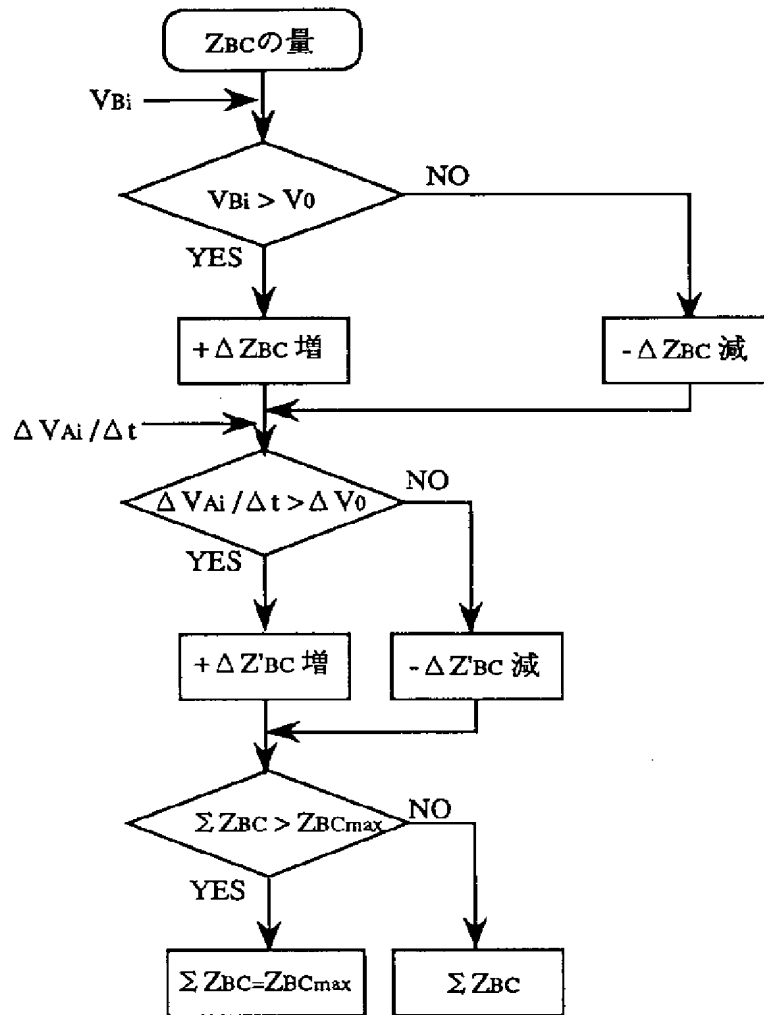 ZBCの量
VBi
VBi > V0
NO
YES
+ΔZBC 増
-ΔZBC 減
ΔVAi/Δt
ΔVAi/Δt>ΔV0
NO
YES
+ΔZ'BC 増
-ΔZ'BC 減
ΣZBC > ZBCmax
NO
YES
ΣZBC=ZBCmax
ΣZBC